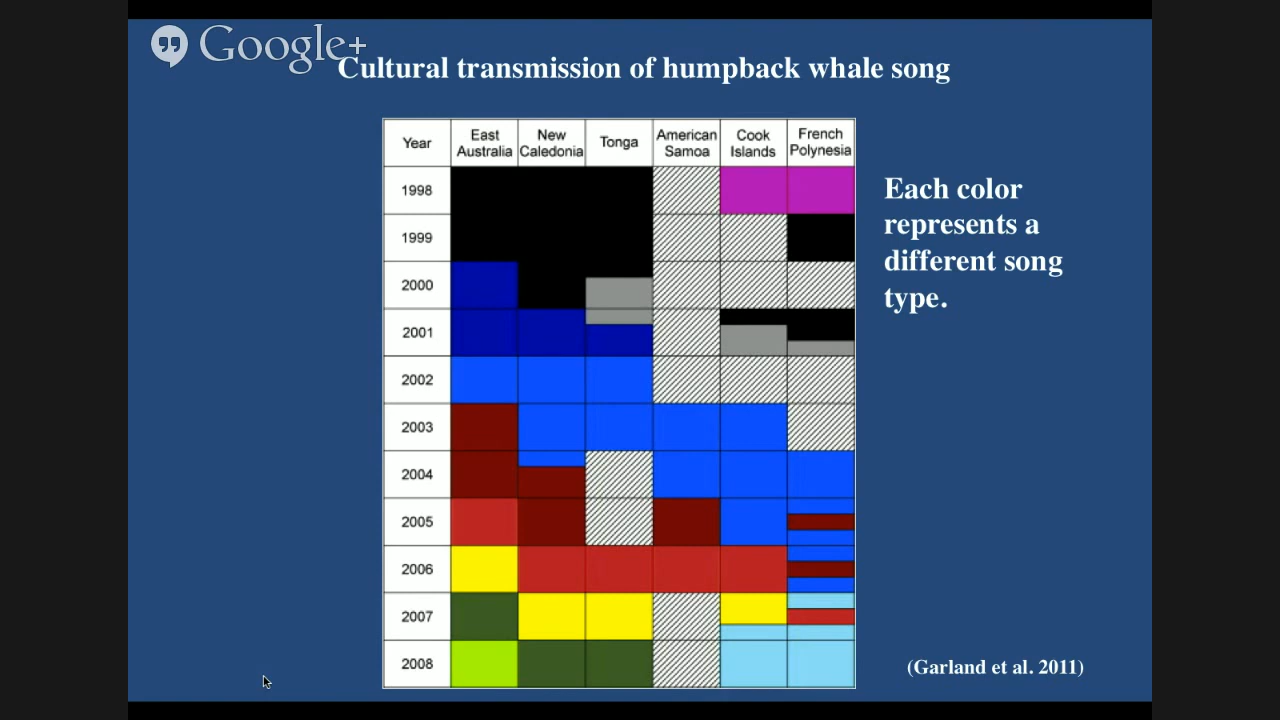 Google+
Cultural transmission of humpback whale song
Year
East
Australia
New
Caledonia
Tonga
American
Samoa
Cook
Islands
French
Polynesia
1998
1999
2000
2001
2002
2003
2004
2005
2006
2007
2008
Each color
represents a
different song
type.
(Garland et al. 2011)